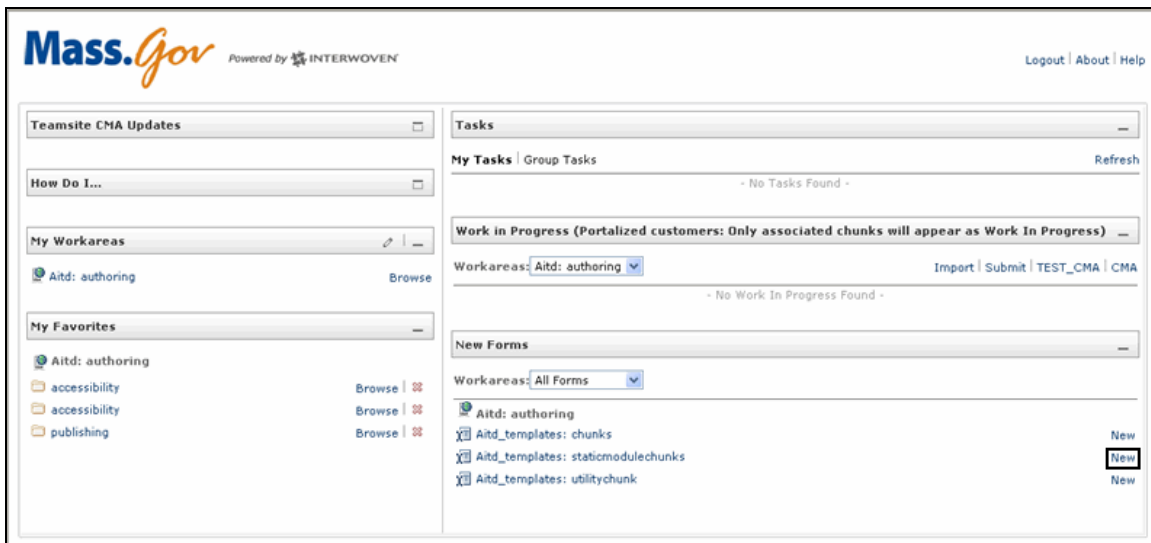 Mass.Gov Powered by INTERWOVEN
Logout | About | Help
Teamsite CMA Updates
How Do I...
My Workareas
Aitd: authoring Browse
My Favorites
Aitd: authoring
accessibility Browse
accessibility Browse
publishing Browse
Tasks
My Tasks | Group Tasks Refresh
- No Tasks Found -
Work in Progress (Portalized customers: Only associated chunks will appear as Work In Progress)
Workareas: Aitd: authoring Import | Submit | TEST_CMA | CMA
- No Work In Progress Found -
New Forms
Workareas: All Forms
Aitd: authoring
Aitd_templates: chunks New
Aitd_templates: staticmodulechunks New
Aitd_templates: utilitychunk New